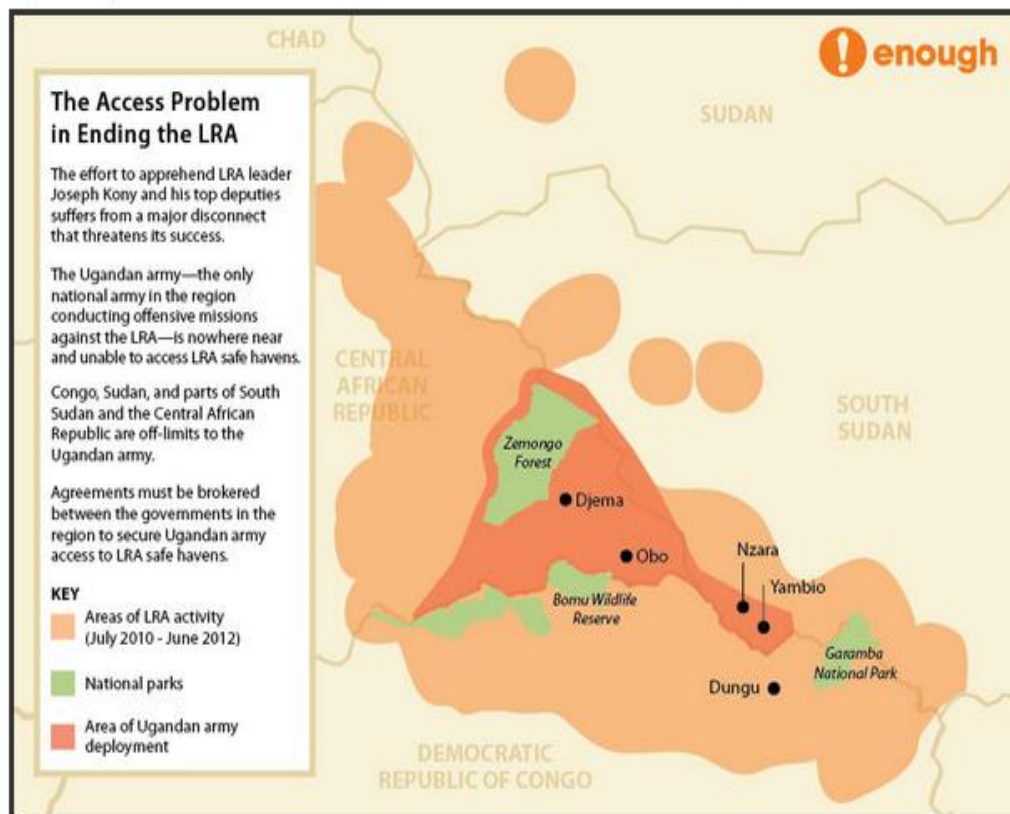 CHAD
enough
SUDAN
The Access Problem
in Ending the LRA
The effort to apprehend LRA leader
Joseph Kony and his top deputies
suffers from a major disconnect
that threatens its success.
The Ugandan army—the only
national army in the region
conducting offensive missions
against the LRA—is nowhere near
and unable to access LRA safe havens.
Congo, Sudan, and parts of South
Sudan and the Central African
Republic are off-limits to the
Ugandan army.
Agreements must be brokered
between the governments in the
region to secure Ugandan army
access to LRA safe havens.
KEY
Areas of LRA activity
(July 2010 - June 2012)
National parks
Area of Ugandan army
deployment
CENTRAL
AFRICAN
REPUBLIC
SOUTH
SUDAN
Zemongo
Forest
Djema
Obo
Nzara
Yambio
Bomu Wildlife
Reserve
Garamba
National Park
Dungu
DEMOCRATIC
REPUBLIC OF CONGO